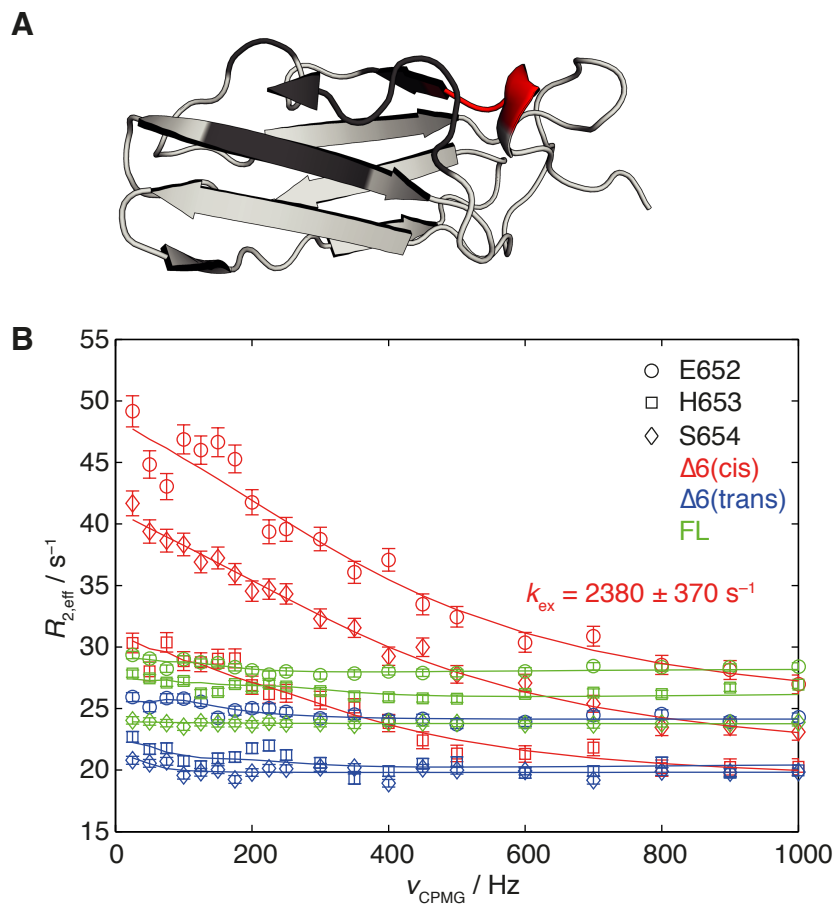 A
B
55
50
45
40
35
30
25
20
15
R2,eff / s−1
0
200
400
600
800
1000
νCPMG / Hz
E652
H653
S654
Δ6(cis)
Δ6(trans)
FL
kex = 2380 ± 370 s−1